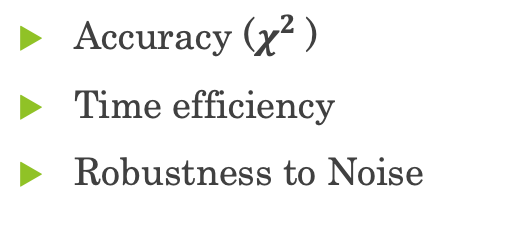 Accuracy (χ² )
Time efficiency
Robustness to Noise